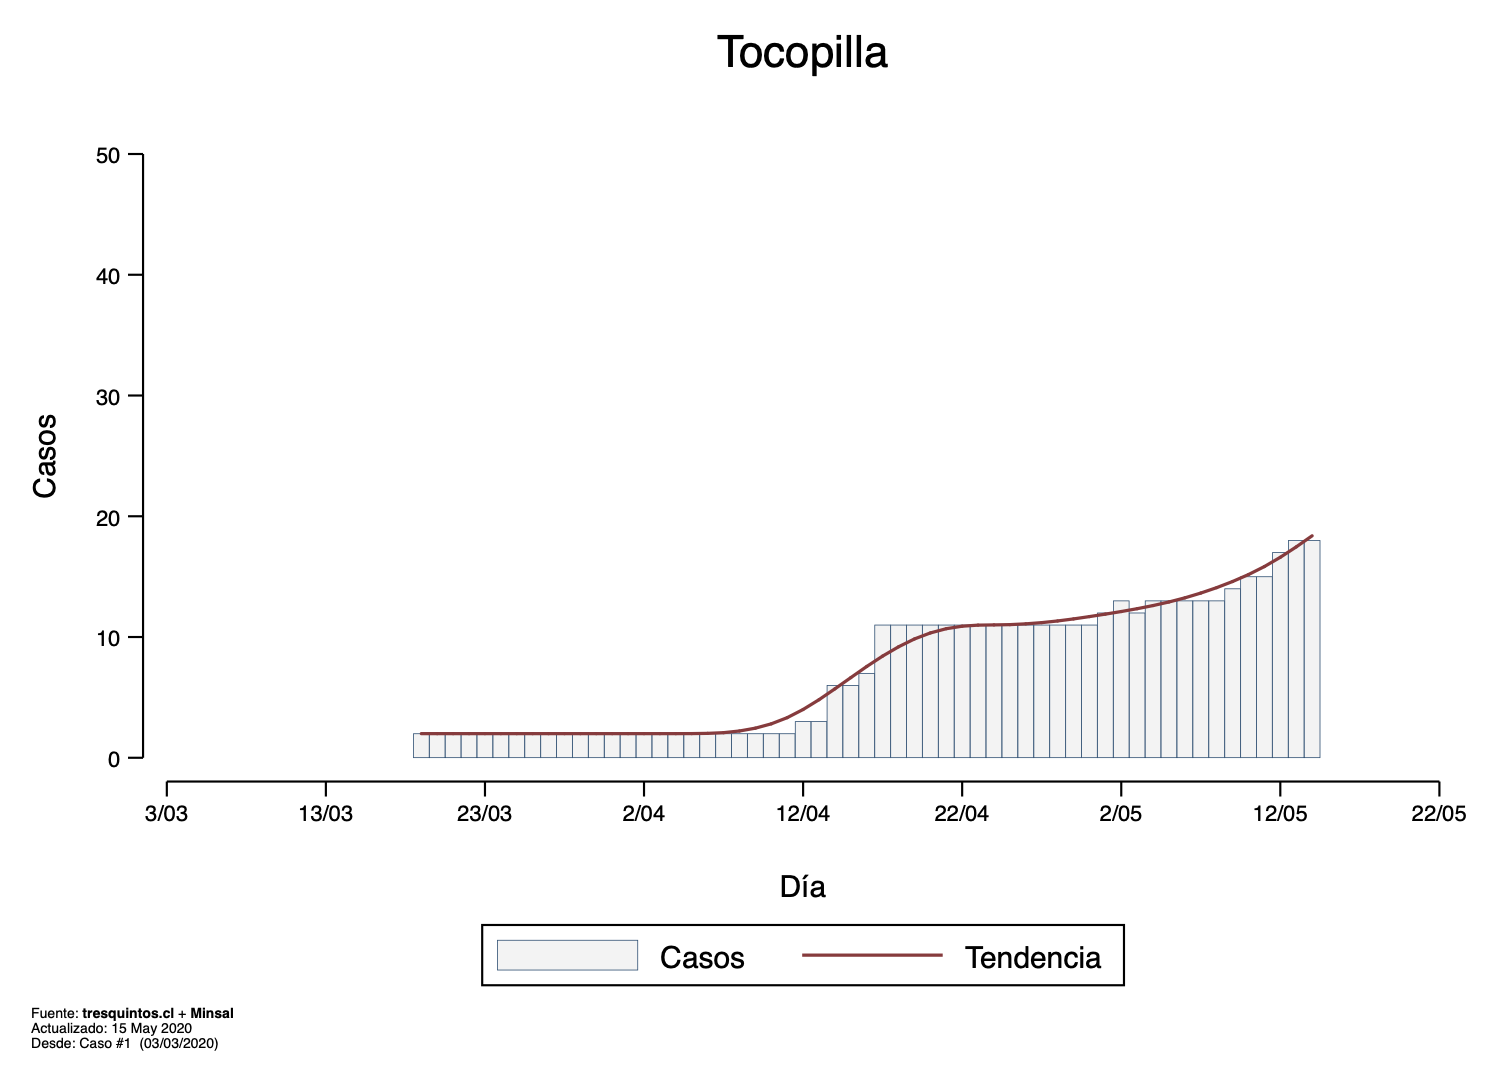 Tocopilla
50
40
30
20
10
0
Casos
3/03 13/03 23/03 2/04 12/04 22/04 2/05 12/05 22/05
Día
Casos Tendencia
Fuente: tresquintos.cl + Minsal
Actualizado: 15 May 2020
Desde: Caso #1 (03/03/2020)